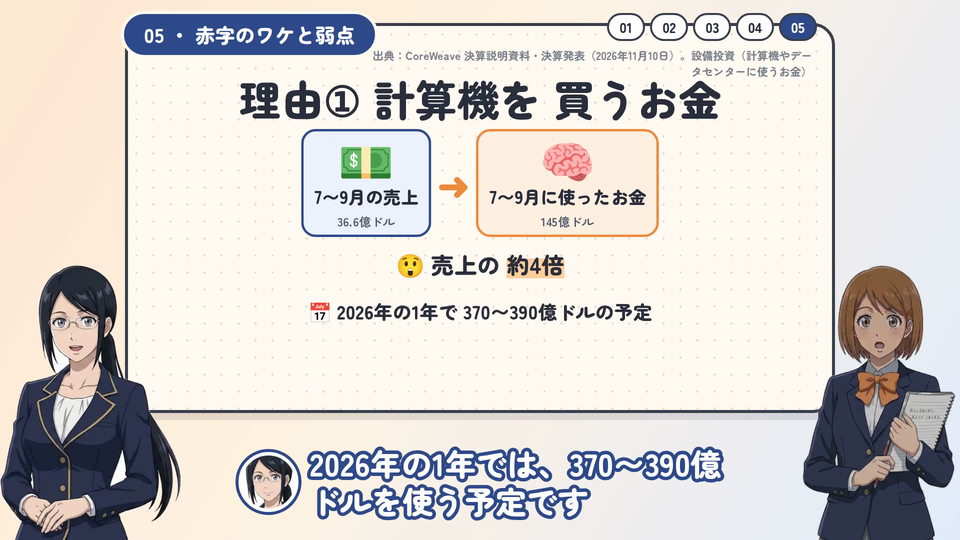 05 ・ 赤字のワケと弱点
01 02 03 04 05
出典：CoreWeave 決算説明資料・決算発表（2026年11月10日）。設備投資（計算機やデー
タセンターに使うお金）
理由① 計算機を 買うお金
7〜9月の売上
36.6億ドル
7〜9月に使ったお金
145億ドル
売上の 約4倍
2026年の1年で 370〜390億ドルの予定
2026年の1年では、370〜390億
ドルを使う予定です